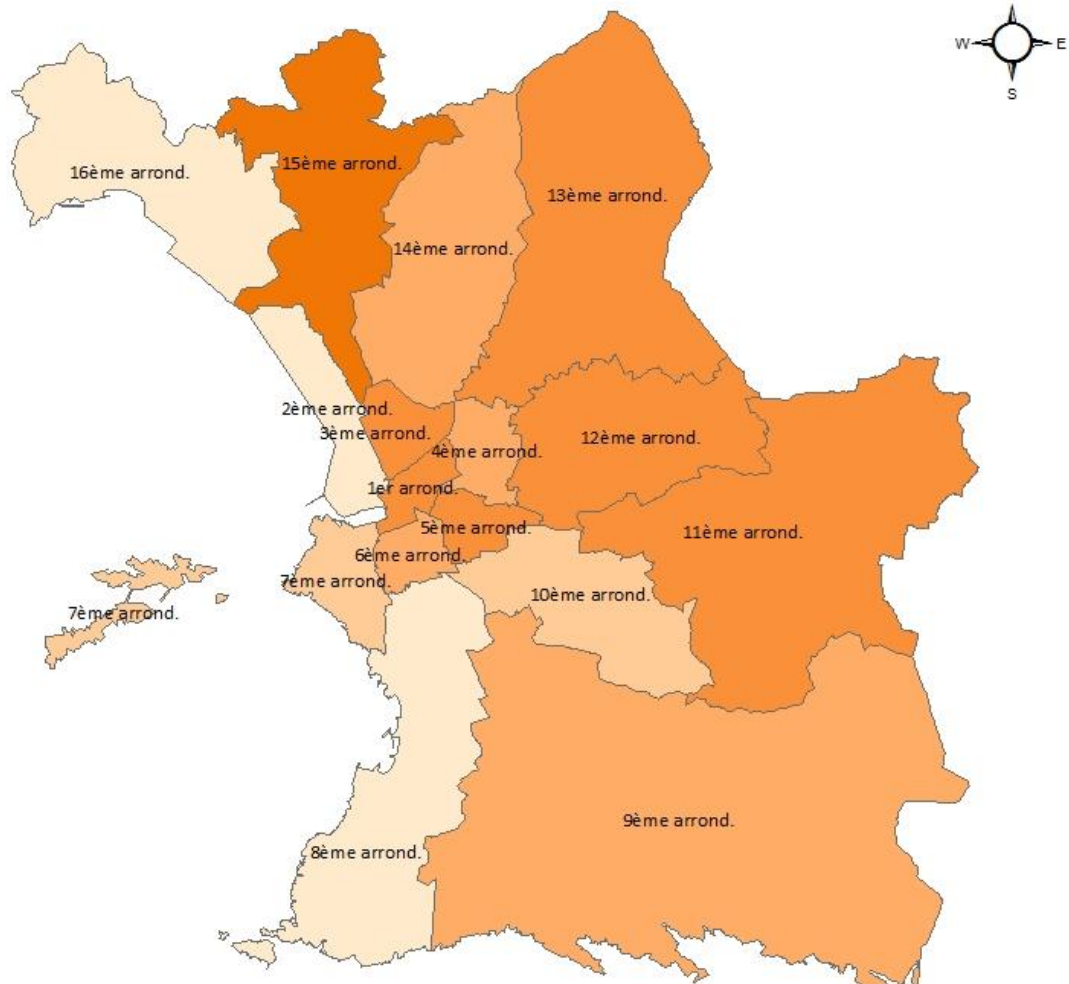 W
E
S
15ème arrond.
16ème arrond.
13ème arrond.
14ème arrond.
2ème arrond.
3ème arrond.
12ème arrond.
4ème arrond.
1er arrond.
5ème arrond.
11ème arrond.
6ème arrond.
7ème arrond.
10ème arrond.
7ème arrond.
9ème arrond.
8ème arrond.